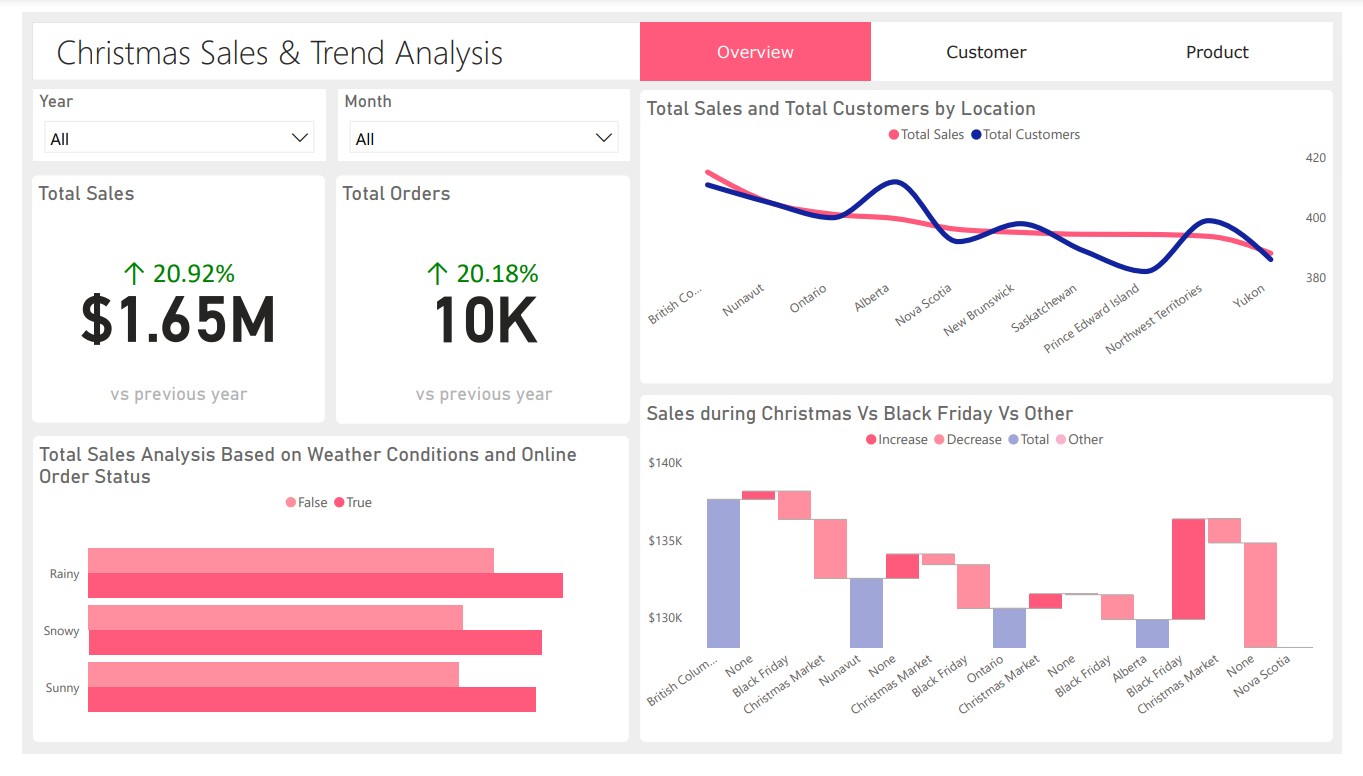 Christmas Sales & Trend Analysis
Overview
Customer
Product
Year
All
Month
All
Total Sales
↑ 20.92%
$1.65M
vs previous year
Total Orders
↑ 20.18%
10K
vs previous year
Total Sales and Total Customers by Location
Total Sales Total Customers
420
400
380
British Co...
Nunavut
Ontario
Alberta
Nova Scotia
New Brunswick
Saskatchewan
Prince Edward Island
Northwest Territories
Yukon
Total Sales Analysis Based on Weather Conditions and Online
Order Status
False True
Rainy
Snowy
Sunny
Sales during Christmas Vs Black Friday Vs Other
Increase Decrease Total Other
$140K
$135K
$130K
British Colum...
None
Black Friday
Christmas Market
Nunavut
None
Christmas Market
Black Friday
Ontario
Christmas Market
None
Black Friday
Alberta
Black Friday
Christmas Market
None
Nova Scotia